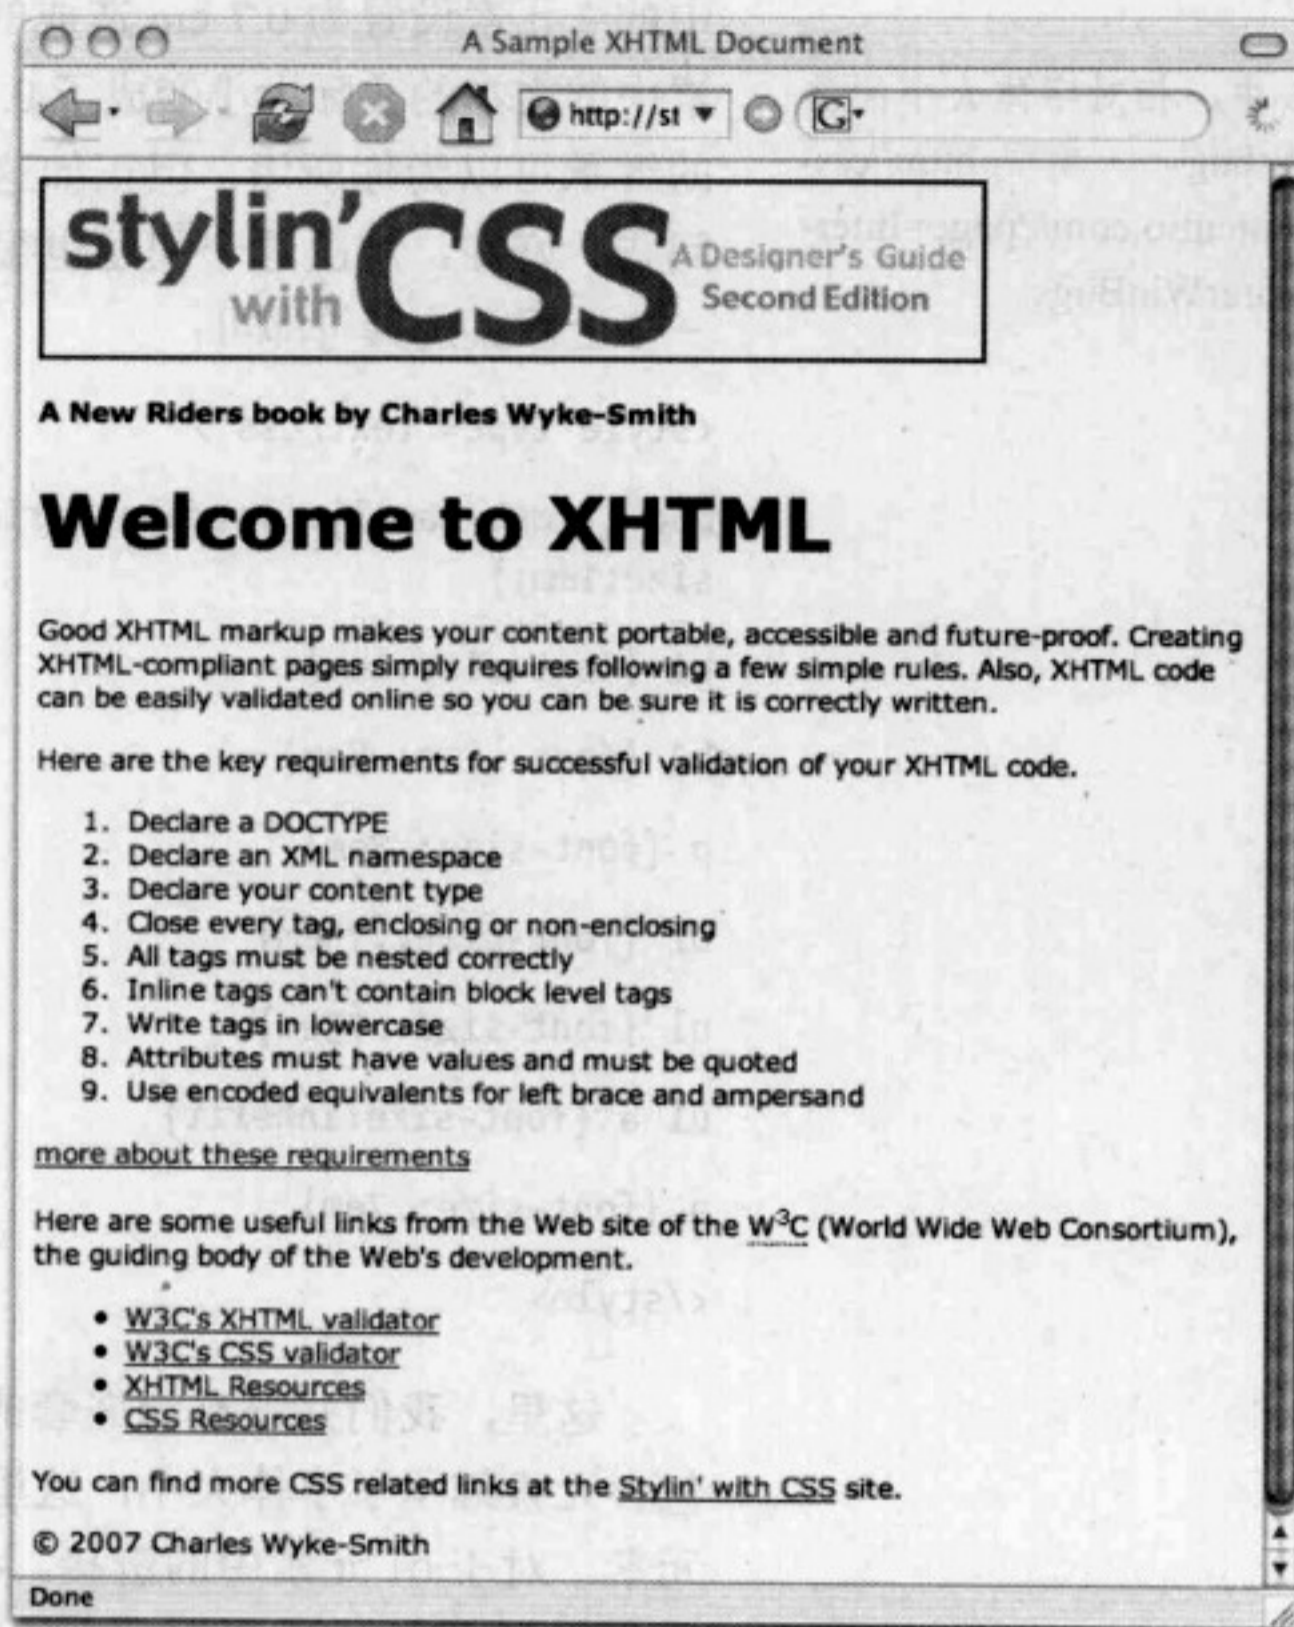 A Sample XHTML Document
http://st
G
stylin'
with
CSS
A Designer's Guide
Second Edition
A New Riders book by Charles Wyke-Smith
Welcome to XHTML
Good XHTML markup makes your content portable, accessible and future-proof. Creating
XHTML-compliant pages simply requires following a few simple rules. Also, XHTML code
can be easily validated online so you can be sure it is correctly written.
Here are the key requirements for successful validation of your XHTML code.
1. Declare a DOCTYPE
2. Declare an XML namespace
3. Declare your content type
4. Close every tag, enclosing or non-enclosing
5. All tags must be nested correctly
6. Inline tags can't contain block level tags
7. Write tags in lowercase
8. Attributes must have values and must be quoted
9. Use encoded equivalents for left brace and ampersand
more about these requirements
Here are some useful links from the Web site of the W³C (World Wide Web Consortium),
the guiding body of the Web's development.
• W3C's XHTML validator
• W3C's CSS validator
• XHTML Resources
• CSS Resources
You can find more CSS related links at the Stylin' with CSS site.
© 2007 Charles Wyke-Smith
Done